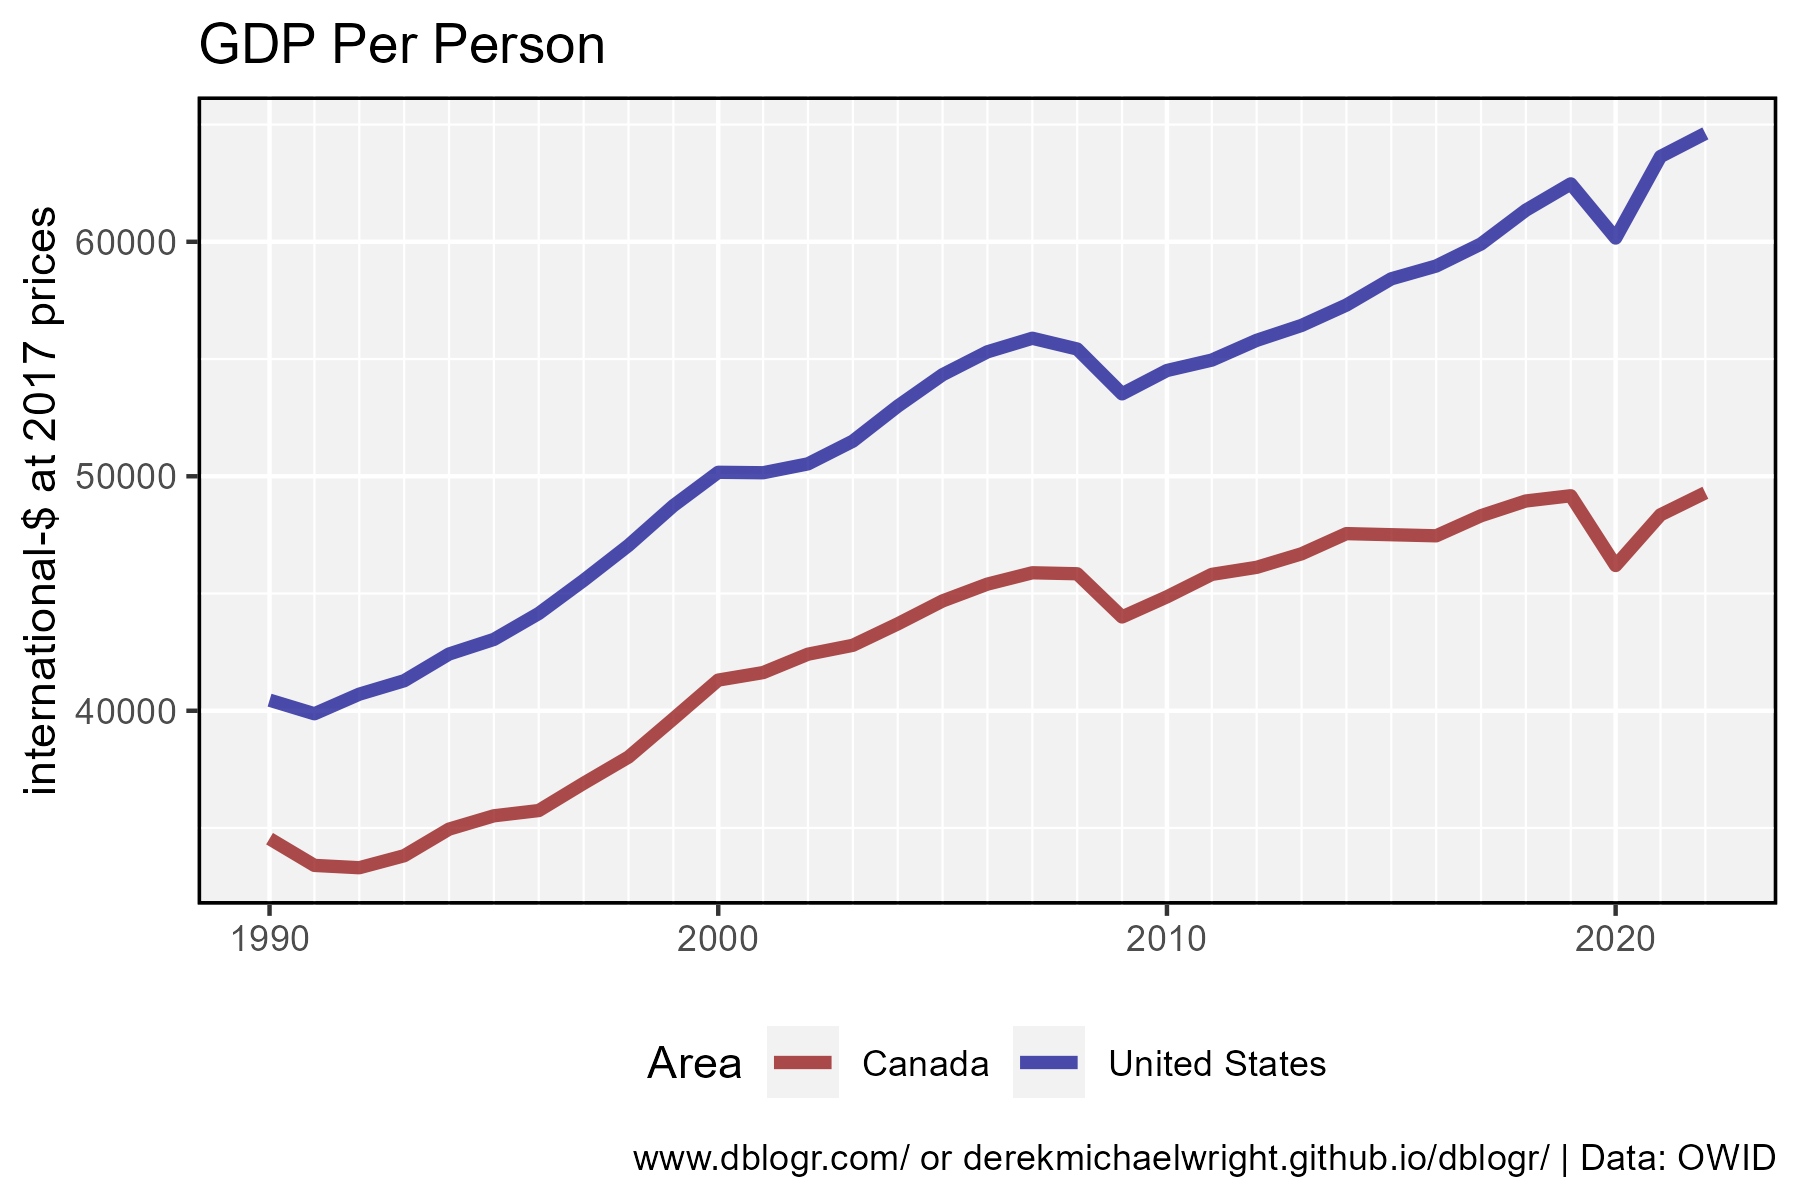 GDP Per Person
international-$ at 2017 prices
60000
50000
40000
1990 2000 2010 2020
Area Canada United States
www.dblogr.com/ or derekmichaelwright.github.io/dblogr/ | Data: OWID